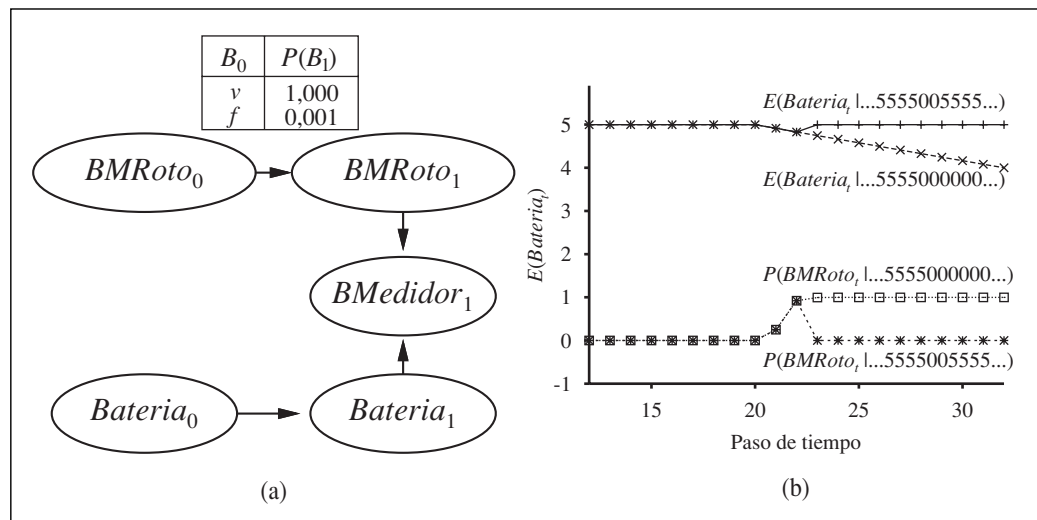 B₀ P(B₁)
v 1,000
f 0,001
BMRoto₀
BMRoto₁
BMedidor₁
Bateria₀
Bateria₁
(a)
E(Bateriaₜ)
5
4
3
2
1
0
-1
15 20 25 30
Paso de tiempo
E(Bateriaₜ |...5555005555...)
E(Bateriaₜ |...5555000000...)
P(BMRotoₜ |...5555000000...)
P(BMRotoₜ |...5555005555...)
(b)